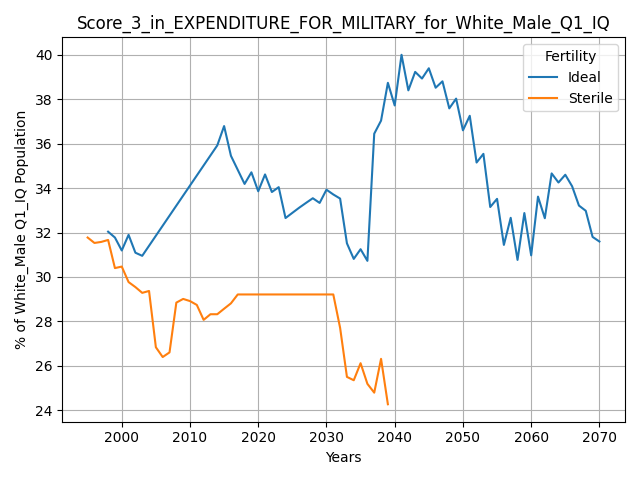 Score_3_in_EXPENDITURE_FOR_MILITARY_for_White_Male_Q1_IQ
Fertility
Ideal
Sterile
% of White_Male Q1_IQ Population
40
38
36
34
32
30
28
26
24
2000
2010
2020
2030
2040
2050
2060
2070
Years